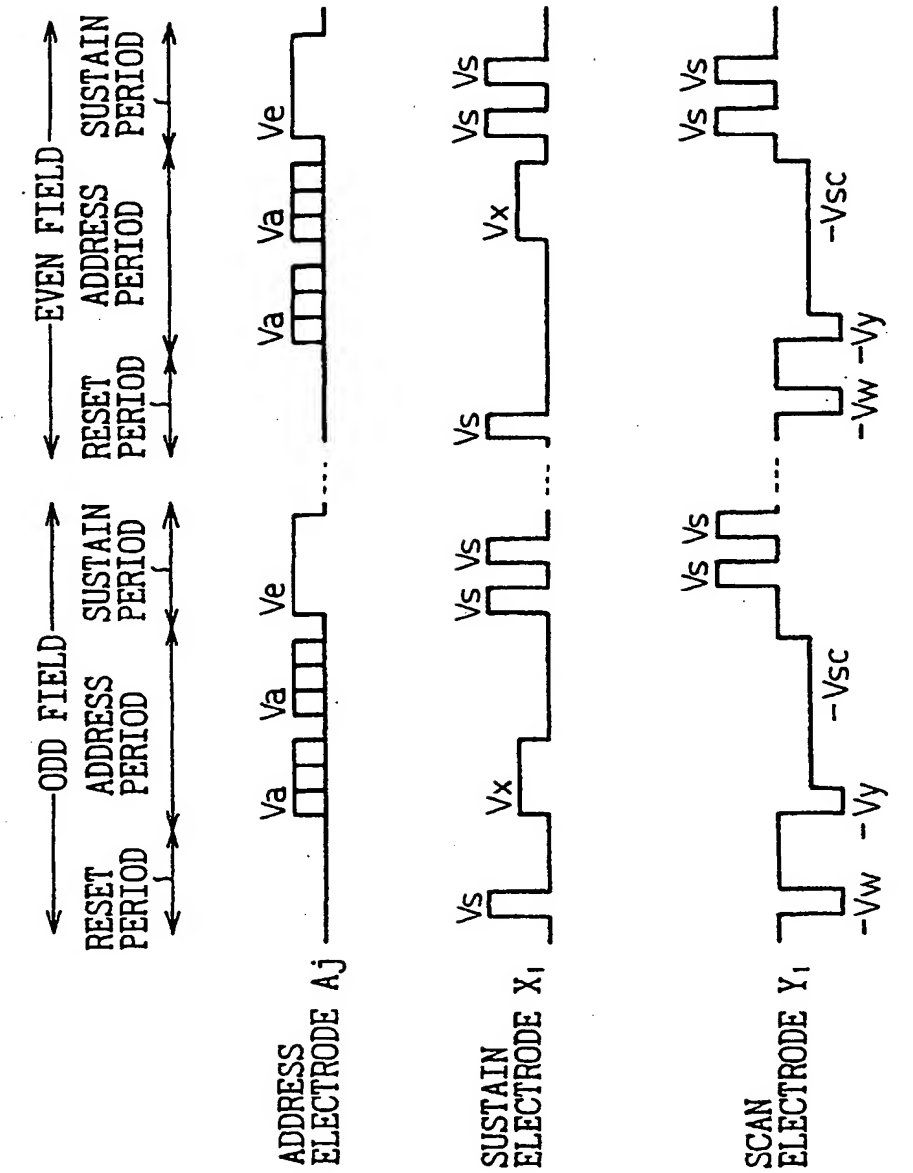 ODD FIELD
EVEN FIELD
RESET PERIOD
ADDRESS PERIOD
SUSTAIN PERIOD
RESET PERIOD
ADDRESS PERIOD
SUSTAIN PERIOD
ADDRESS
ELECTRODE Aj
Va
Va
Ve
Va
Va
Ve
SUSTAIN
ELECTRODE X1
Vs
Vx
Vs
Vs
Vs
Vx
Vs
Vs
SCAN
ELECTRODE Y1
-Vw
-Vy
-Vsc
Vs
Vs
-Vw
-Vy
-Vsc
Vs
Vs